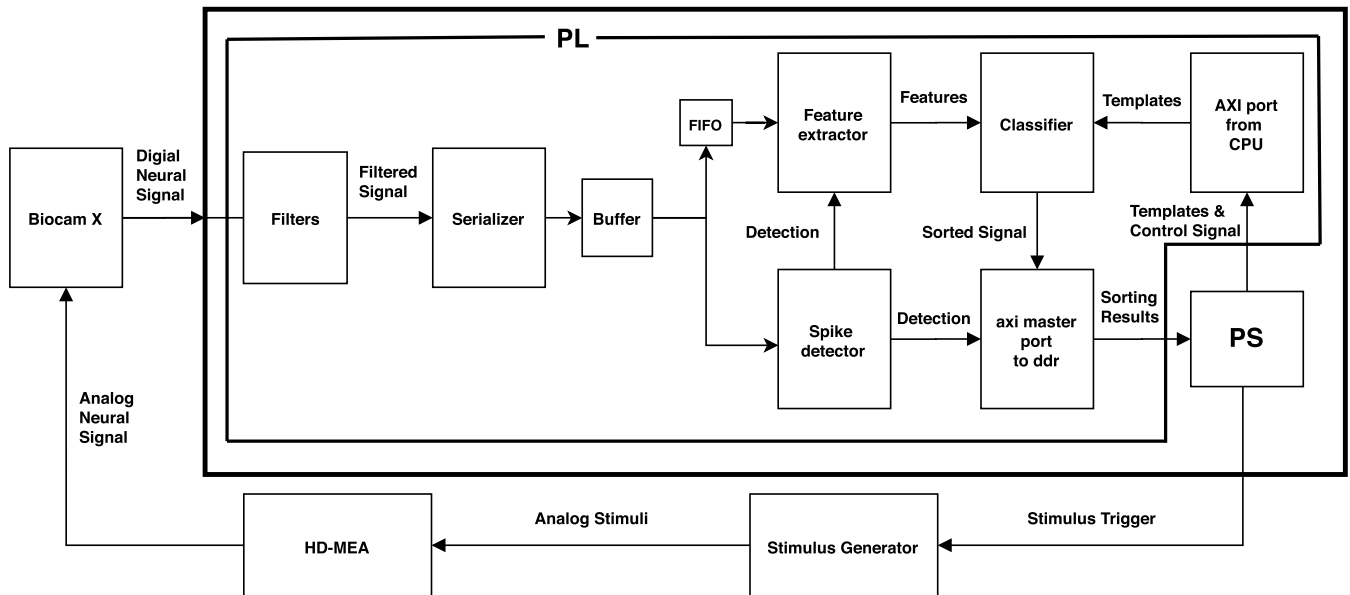 PL
Biocam X
Digial
Neural
Signal
Filters
Filtered
Signal
Serializer
Buffer
FIFO
Feature
extractor
Features
Classifier
Templates
AXI port
from
CPU
Detection
Sorted Signal
Templates &
Control Signal
Spike
detector
Detection
axi master
port
to ddr
Sorting
Results
PS
Analog
Neural
Signal
HD-MEA
Analog Stimuli
Stimulus Generator
Stimulus Trigger